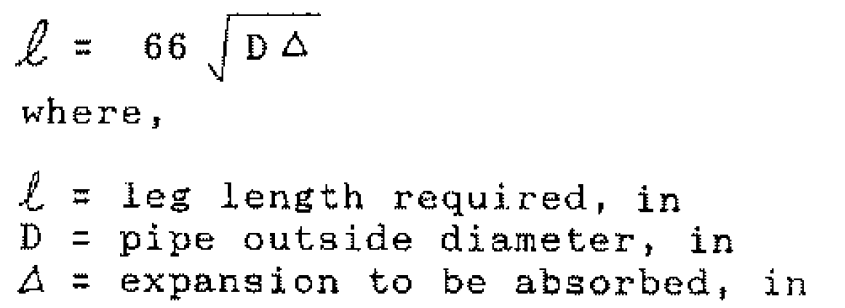 ℓ = 66 √DΔ
where,
ℓ = leg length required, in
D = pipe outside diameter, in
Δ = expansion to be absorbed, in